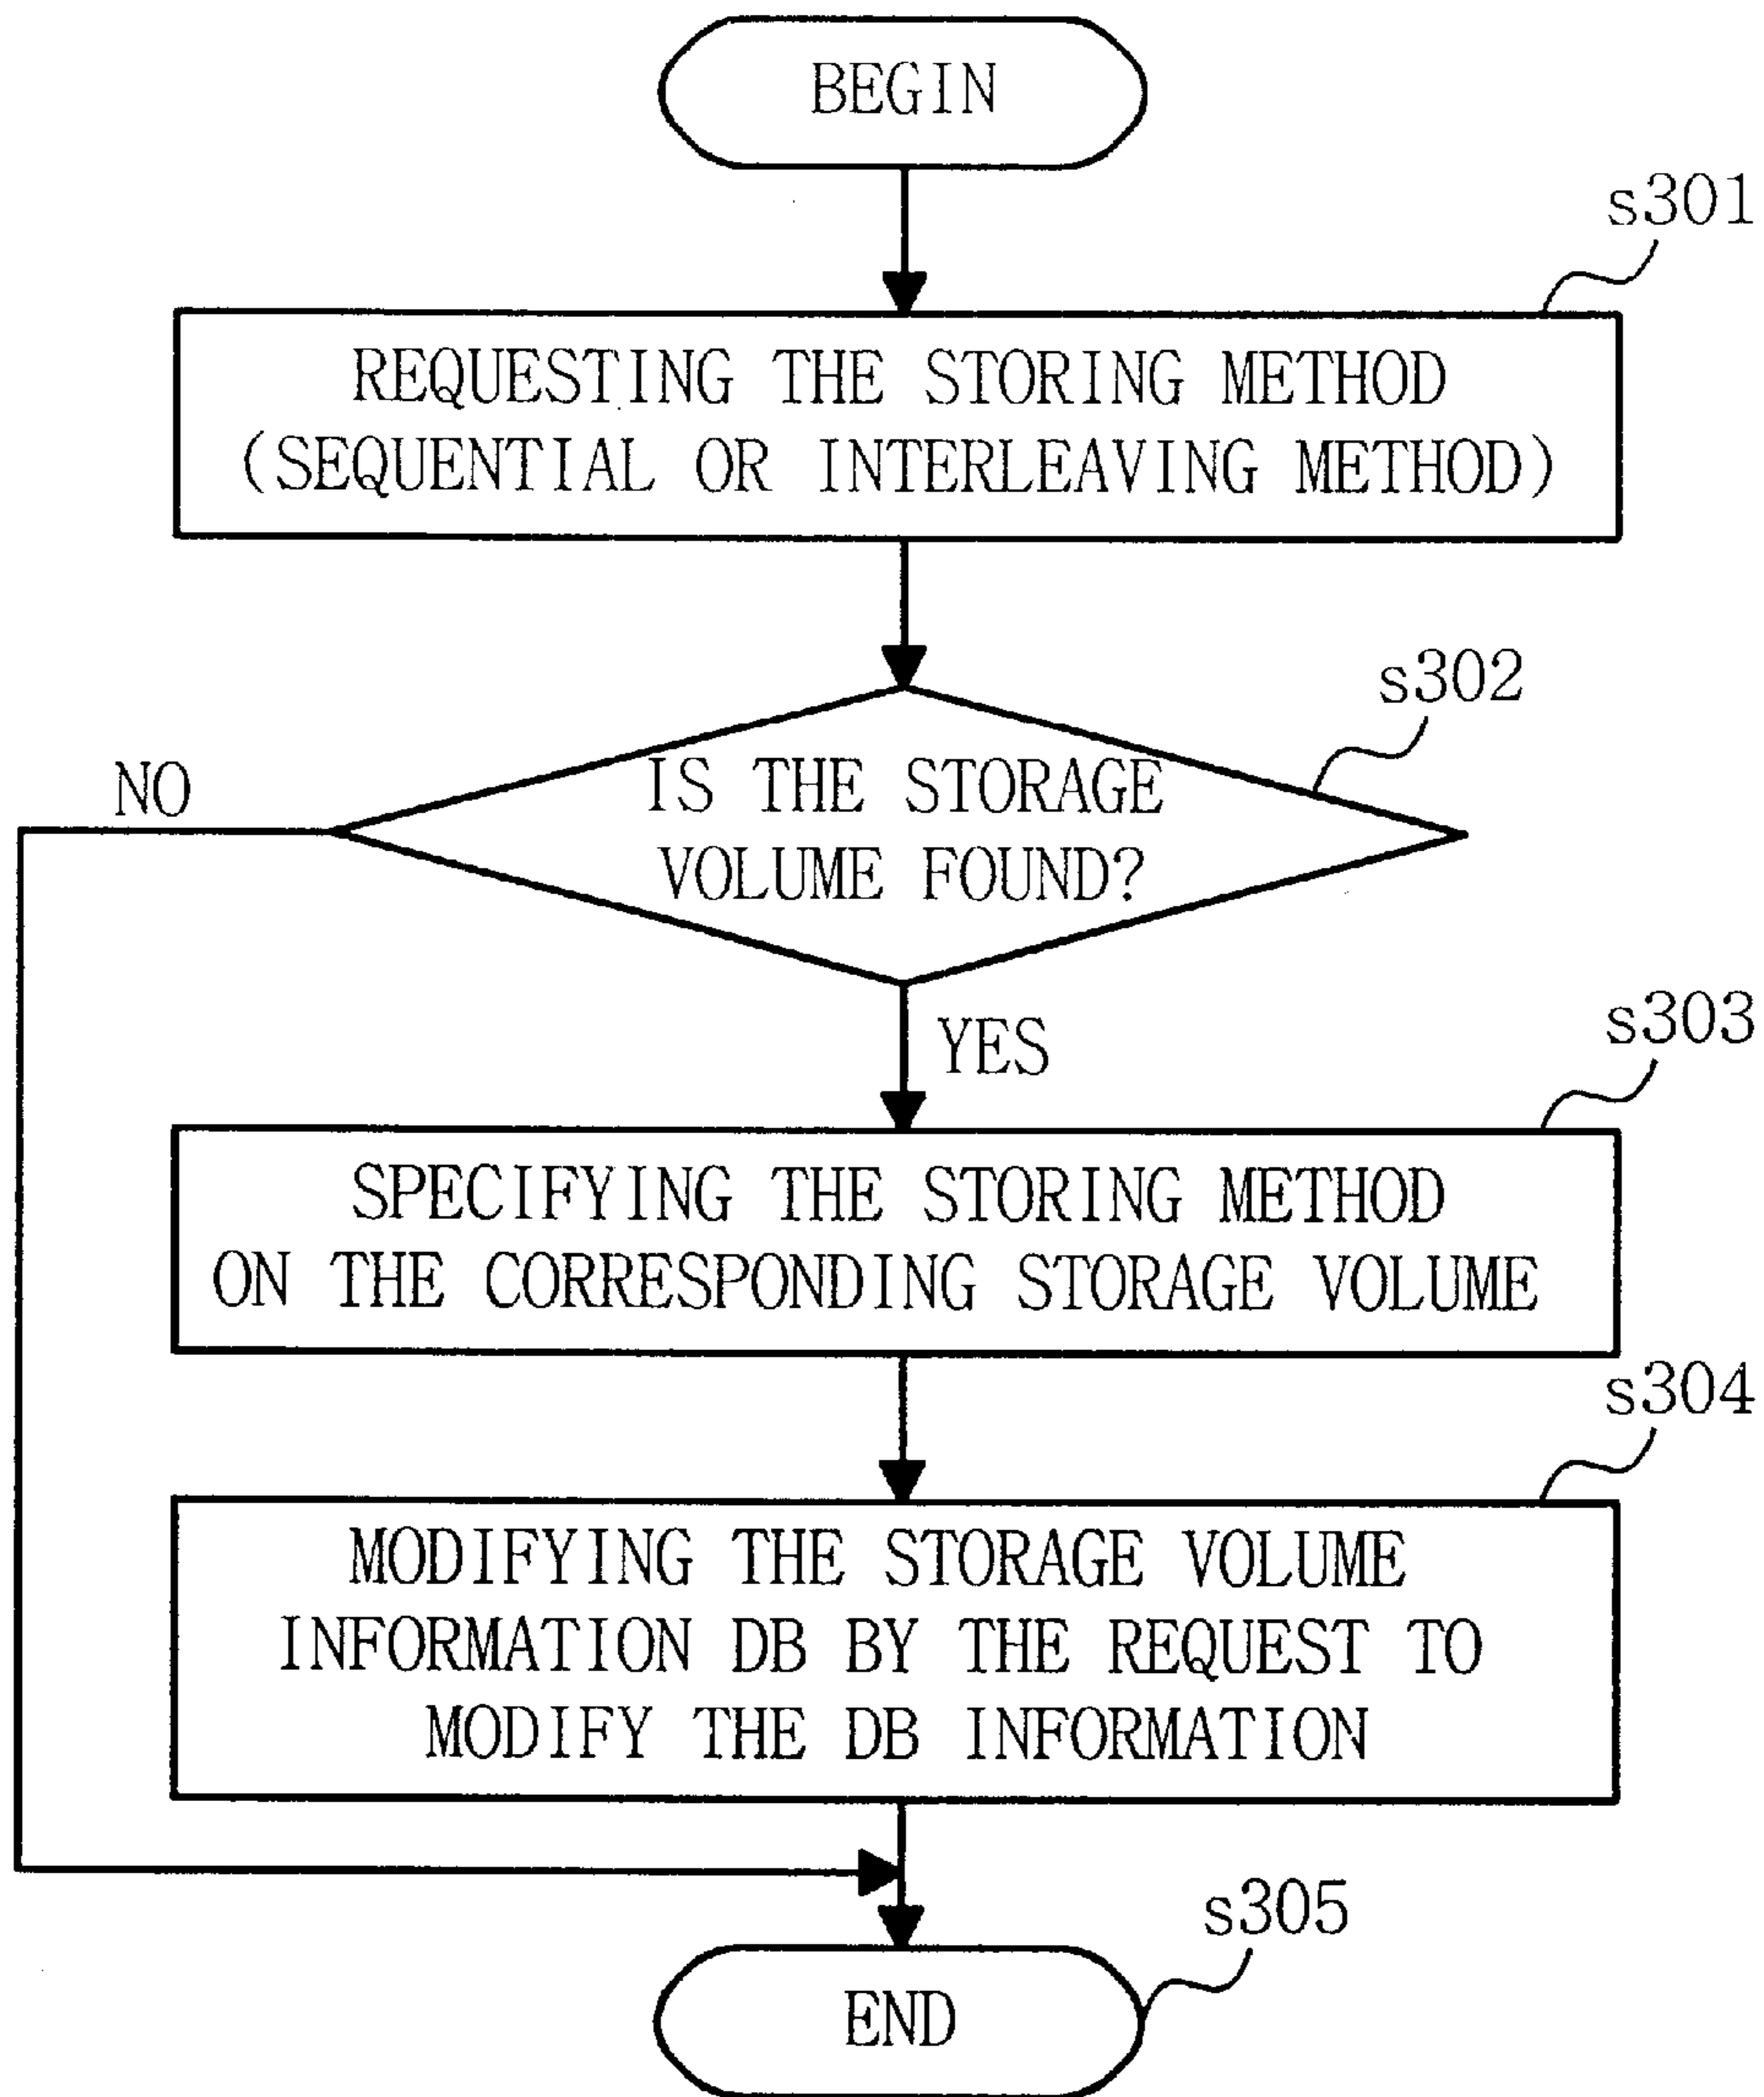 BEGIN
s301
REQUESTING THE STORING METHOD
(SEQUENTIAL OR INTERLEAVING METHOD)
s302
NO
IS THE STORAGE
VOLUME FOUND?
YES
s303
SPECIFYING THE STORING METHOD
ON THE CORRESPONDING STORAGE VOLUME
s304
MODIFYING THE STORAGE VOLUME
INFORMATION DB BY THE REQUEST TO
MODIFY THE DB INFORMATION
s305
END